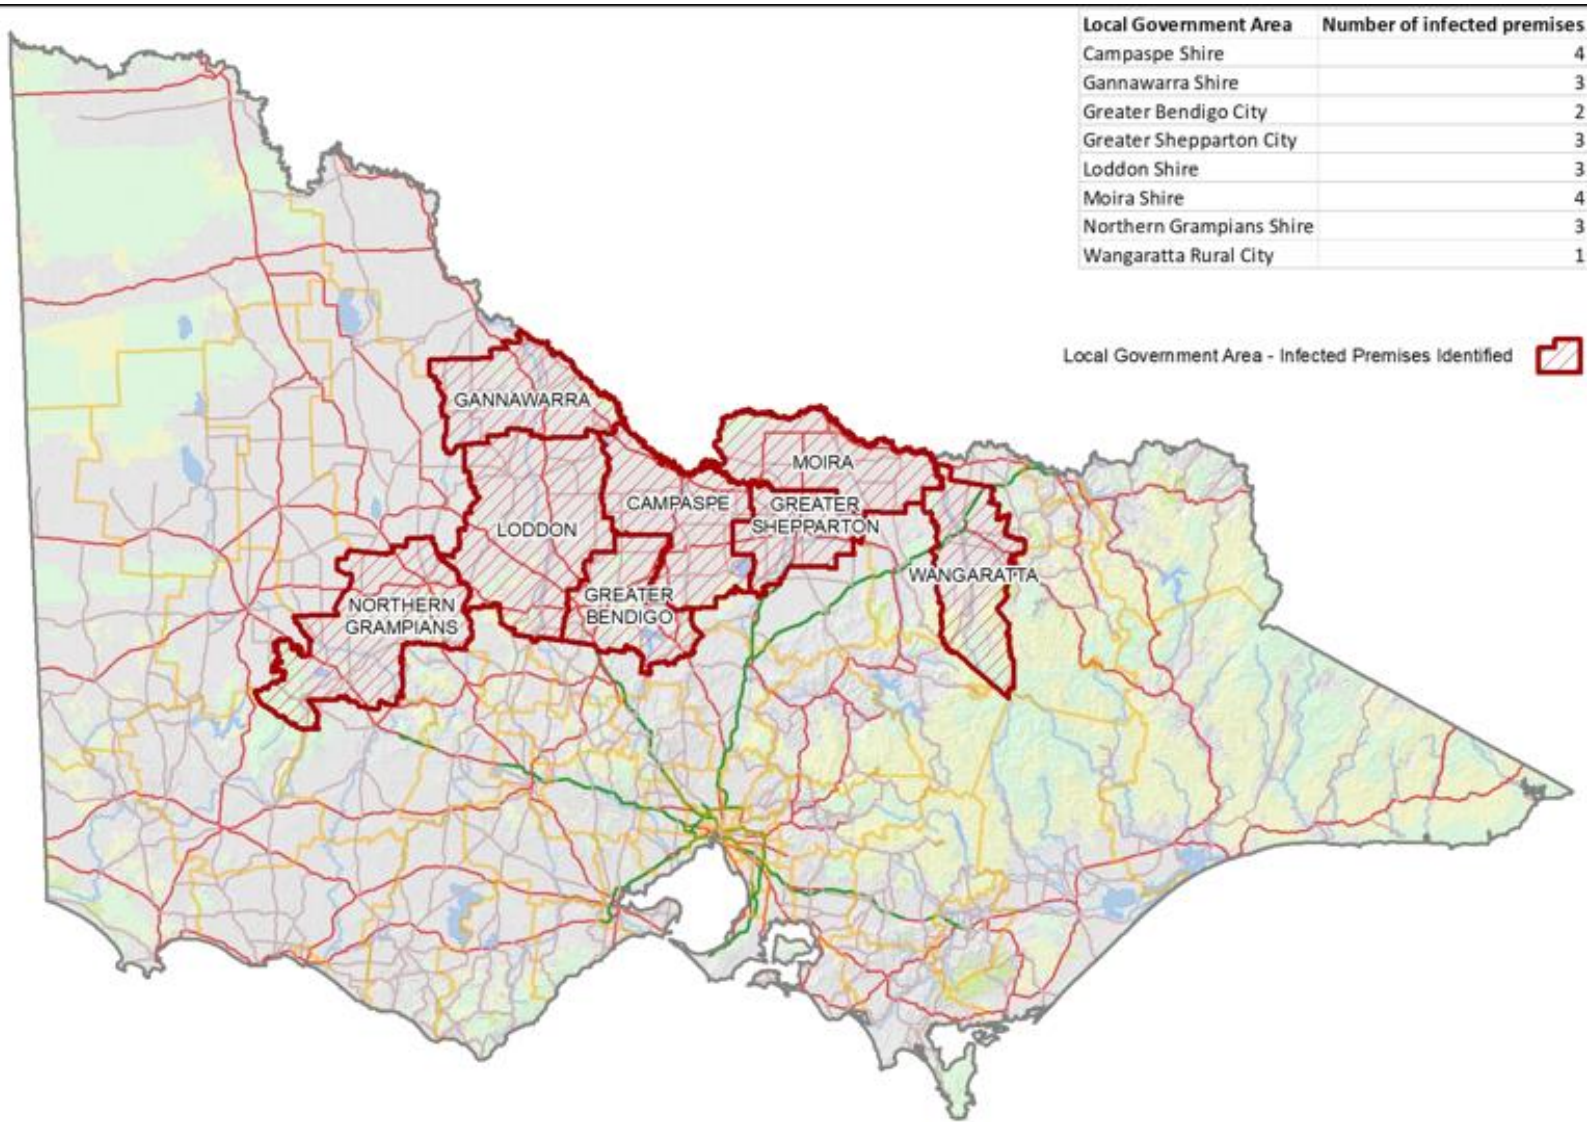 Local Government Area Number of infected premises
Campaspe Shire 4
Gannawarra Shire 3
Greater Bendigo City 2
Greater Shepparton City 3
Loddon Shire 3
Moira Shire 4
Northern Grampians Shire 3
Wangaratta Rural City 1
Local Government Area - Infected Premises Identified
GANNAWARRA
MOIRA
CAMPASPE
GREATER
SHEPPARTON
LODDON
WANGARATTA
GREATER
BENDIGO
NORTHERN
GRAMPIANS